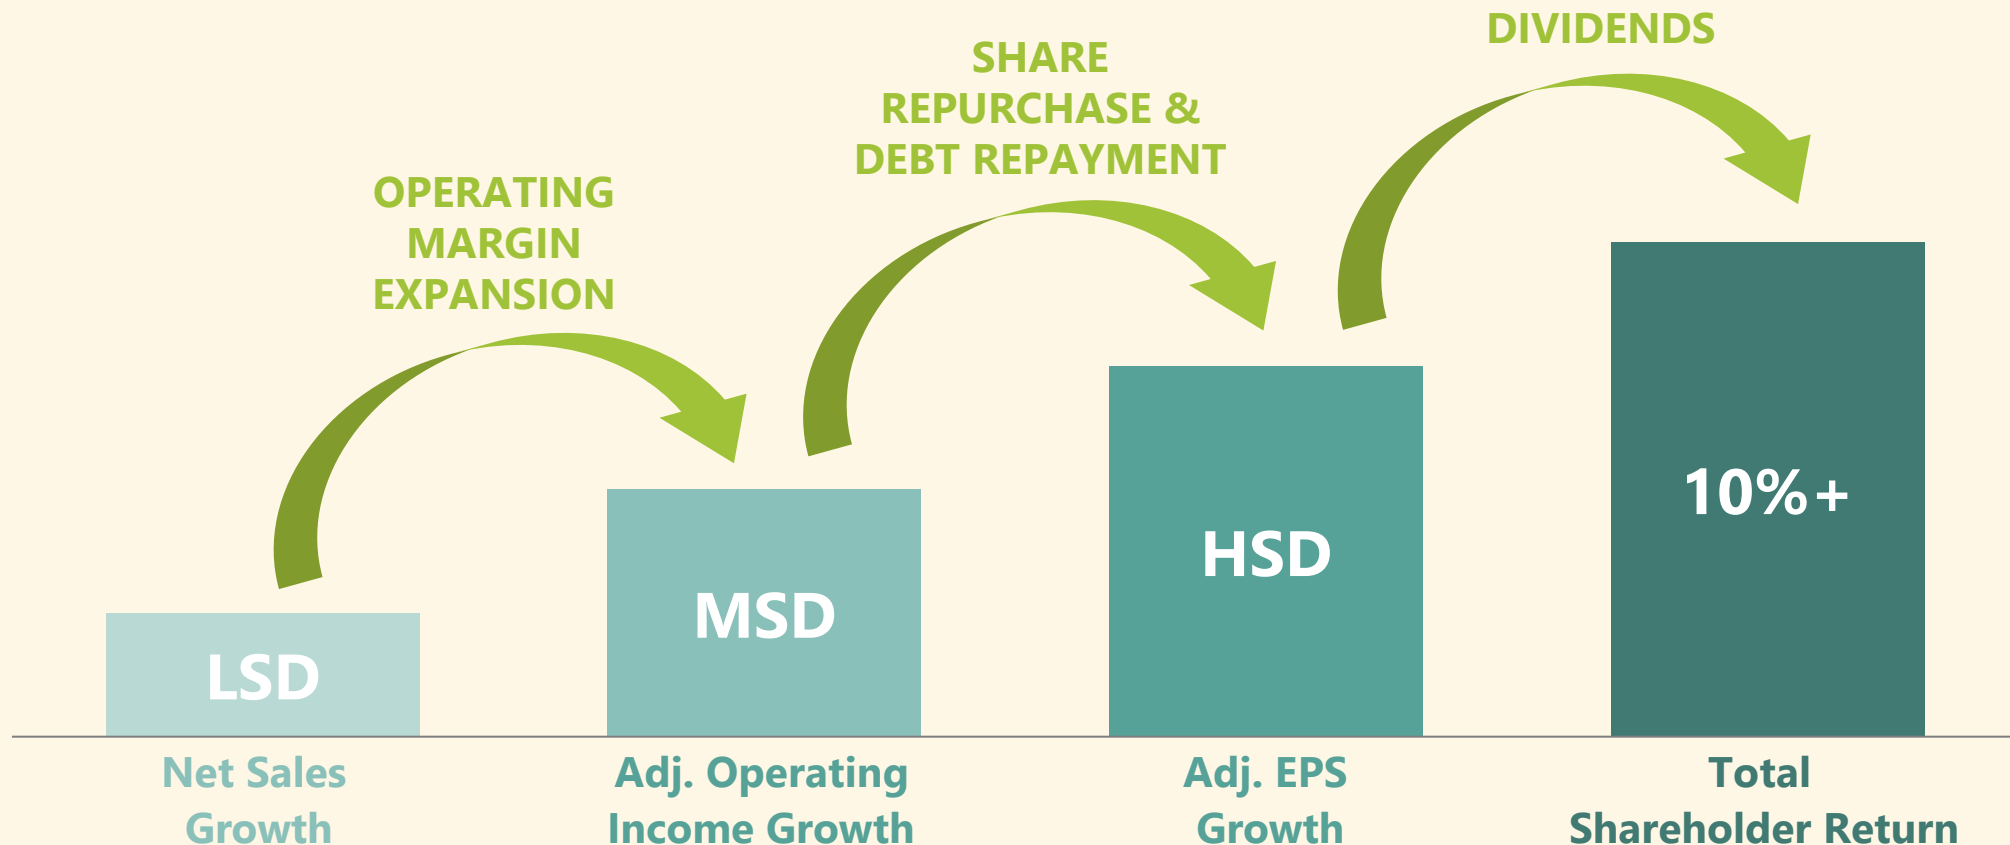 DIVIDENDS
SHARE
REPURCHASE &
DEBT REPAYMENT
OPERATING
MARGIN
EXPANSION
LSD
MSD
HSD
10%+
Net Sales
Growth
Adj. Operating
Income Growth
Adj. EPS
Growth
Total
Shareholder Return